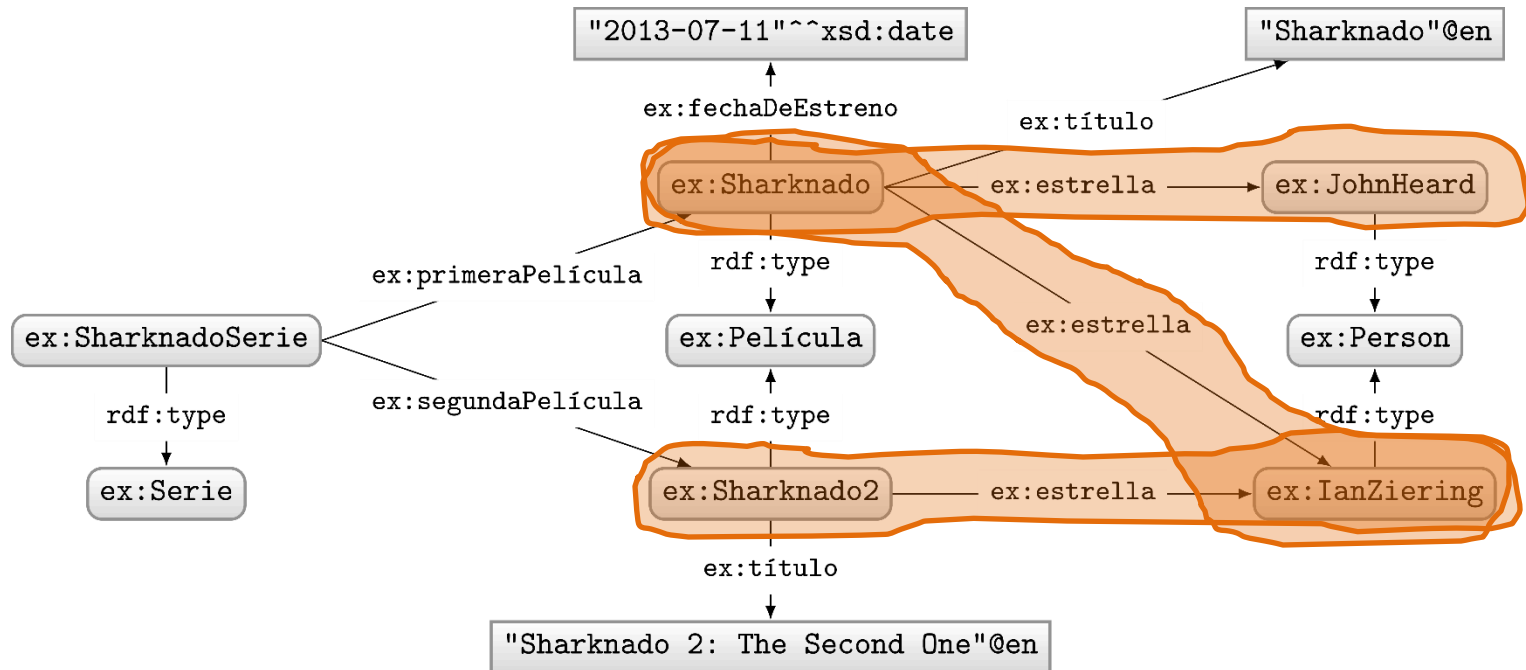 "2013-07-11"^^xsd:date
"Sharknado"@en
ex:fechaDeEstreno
ex:título
ex:Sharknado
ex:estrella
ex:JohnHeard
rdf:type
rdf:type
ex:primeraPelícula
ex:estrella
ex:SharknadoSerie
ex:Película
ex:Person
ex:segundaPelícula
rdf:type
rdf:type
rdf:type
ex:Serie
ex:Sharknado2
ex:estrella
ex:IanZiering
ex:título
"Sharknado 2: The Second One"@en